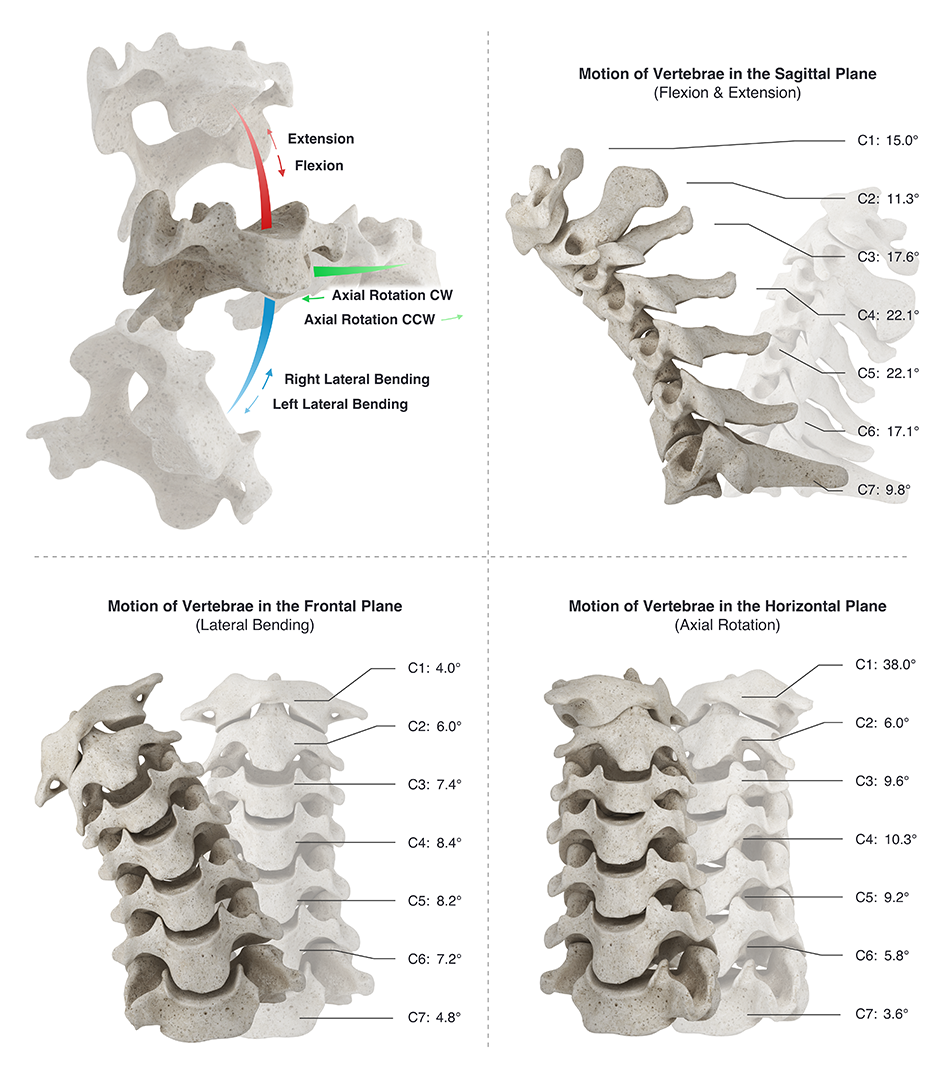 Extension
Flexion
Axial Rotation CW
Axial Rotation CCW
Right Lateral Bending
Left Lateral Bending
Motion of Vertebrae in the Sagittal Plane
(Flexion & Extension)
C1: 15.0°
C2: 11.3°
C3: 17.6°
C4: 22.1°
C5: 22.1°
C6: 17.1°
C7: 9.8°
Motion of Vertebrae in the Frontal Plane
(Lateral Bending)
C1: 4.0°
C2: 6.0°
C3: 7.4°
C4: 8.4°
C5: 8.2°
C6: 7.2°
C7: 4.8°
Motion of Vertebrae in the Horizontal Plane
(Axial Rotation)
C1: 38.0°
C2: 6.0°
C3: 9.6°
C4: 10.3°
C5: 9.2°
C6: 5.8°
C7: 3.6°